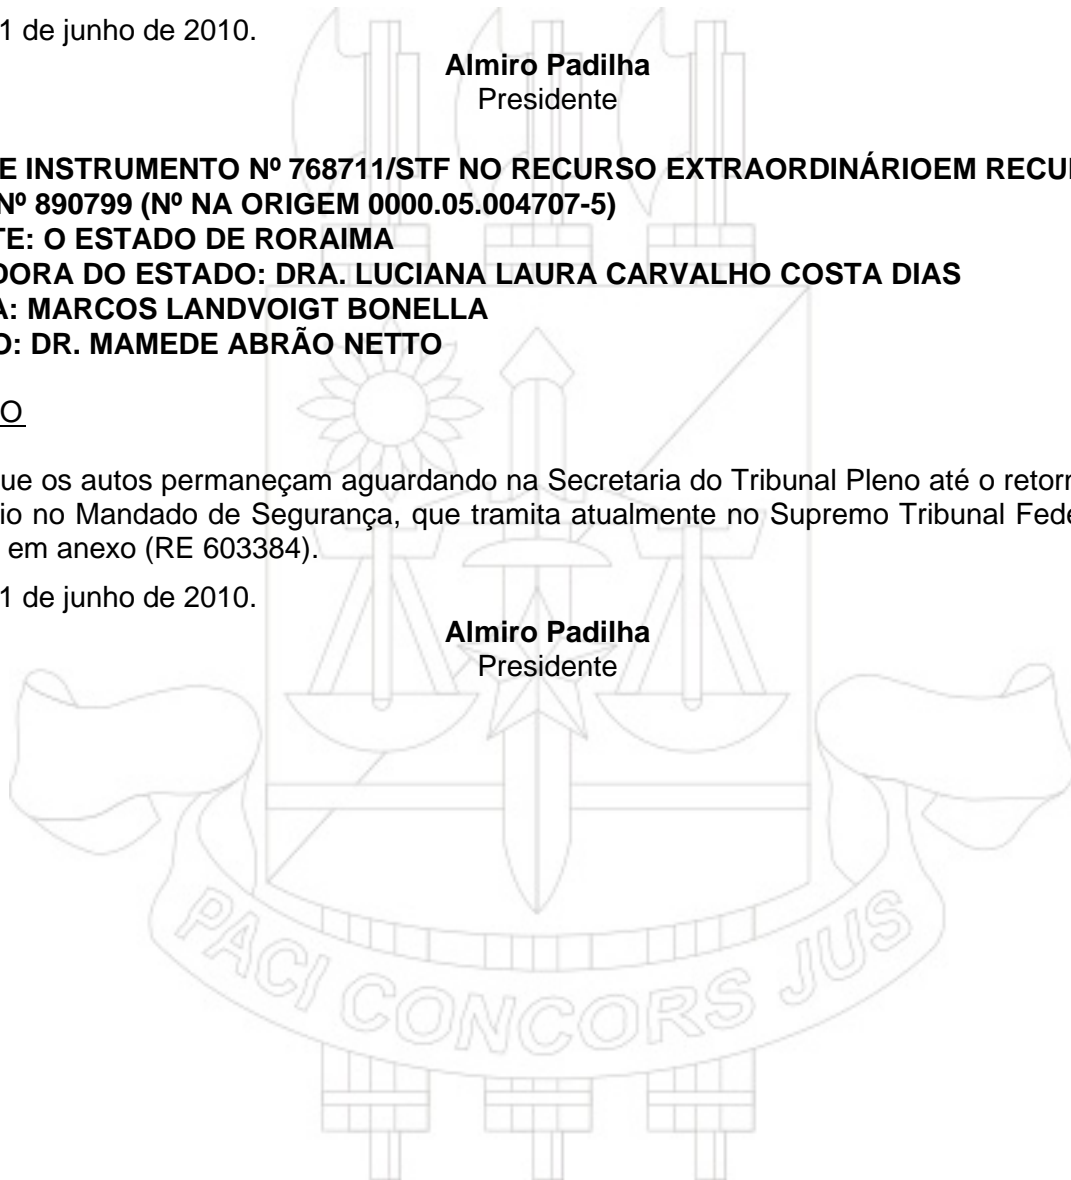 1 de junho de 2010.
Almiro Padilha
Presidente
E INSTRUMENTO Nº 768711/STF NO RECURSO EXTRAORDINÁRIOEM RECU
Nº 890799 (Nº NA ORIGEM 0000.05.004707-5)
TE: O ESTADO DE RORAIMA
DORA DO ESTADO: DRA. LUCIANA LAURA CARVALHO COSTA DIAS
A: MARCOS LANDVOIGT BONELLA
O: DR. MAMEDE ABRÃO NETTO
O
ue os autos permaneçam aguardando na Secretaria do Tribunal Pleno até o retorn
io no Mandado de Segurança, que tramita atualmente no Supremo Tribunal Fede
em anexo (RE 603384).
1 de junho de 2010.
Almiro Padilha
Presidente
PACI CONCORS JUS